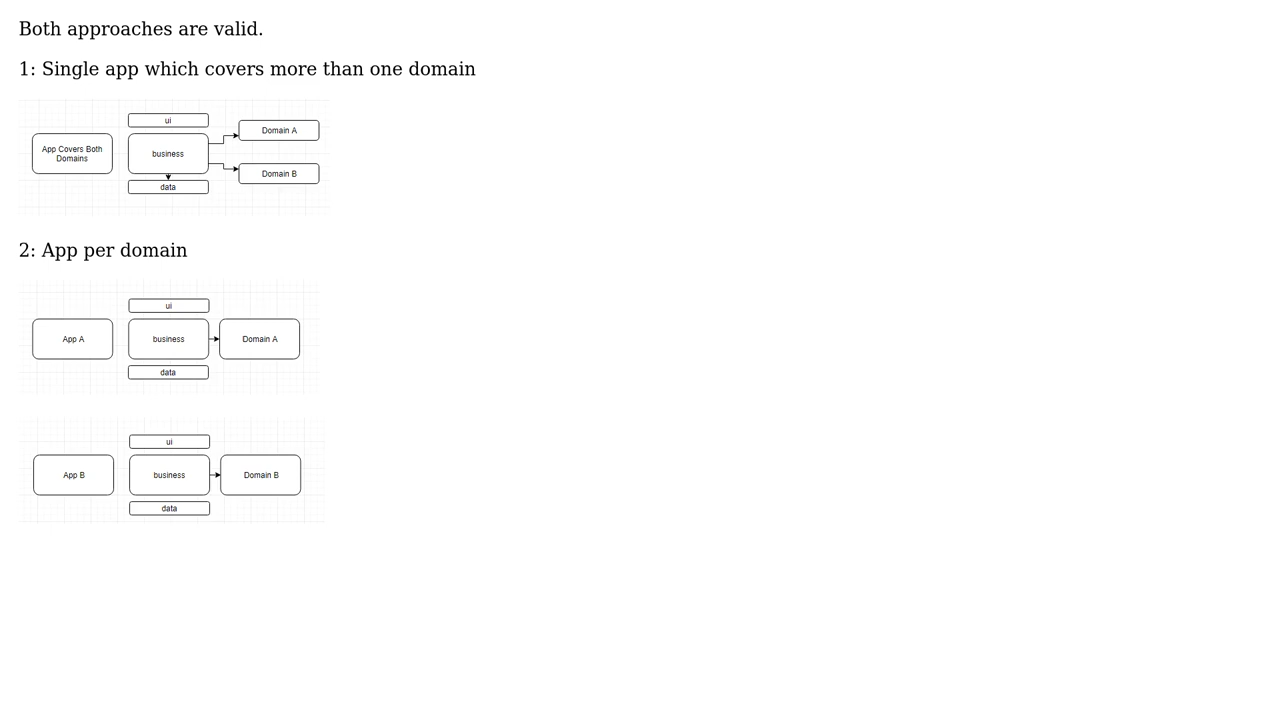 Both approaches are valid.
1: Single app which covers more than one domain
ui
App Covers Both
Domains
business
Domain A
Domain B
data
2: App per domain
ui
App A
business
Domain A
data
ui
App B
business
Domain B
data